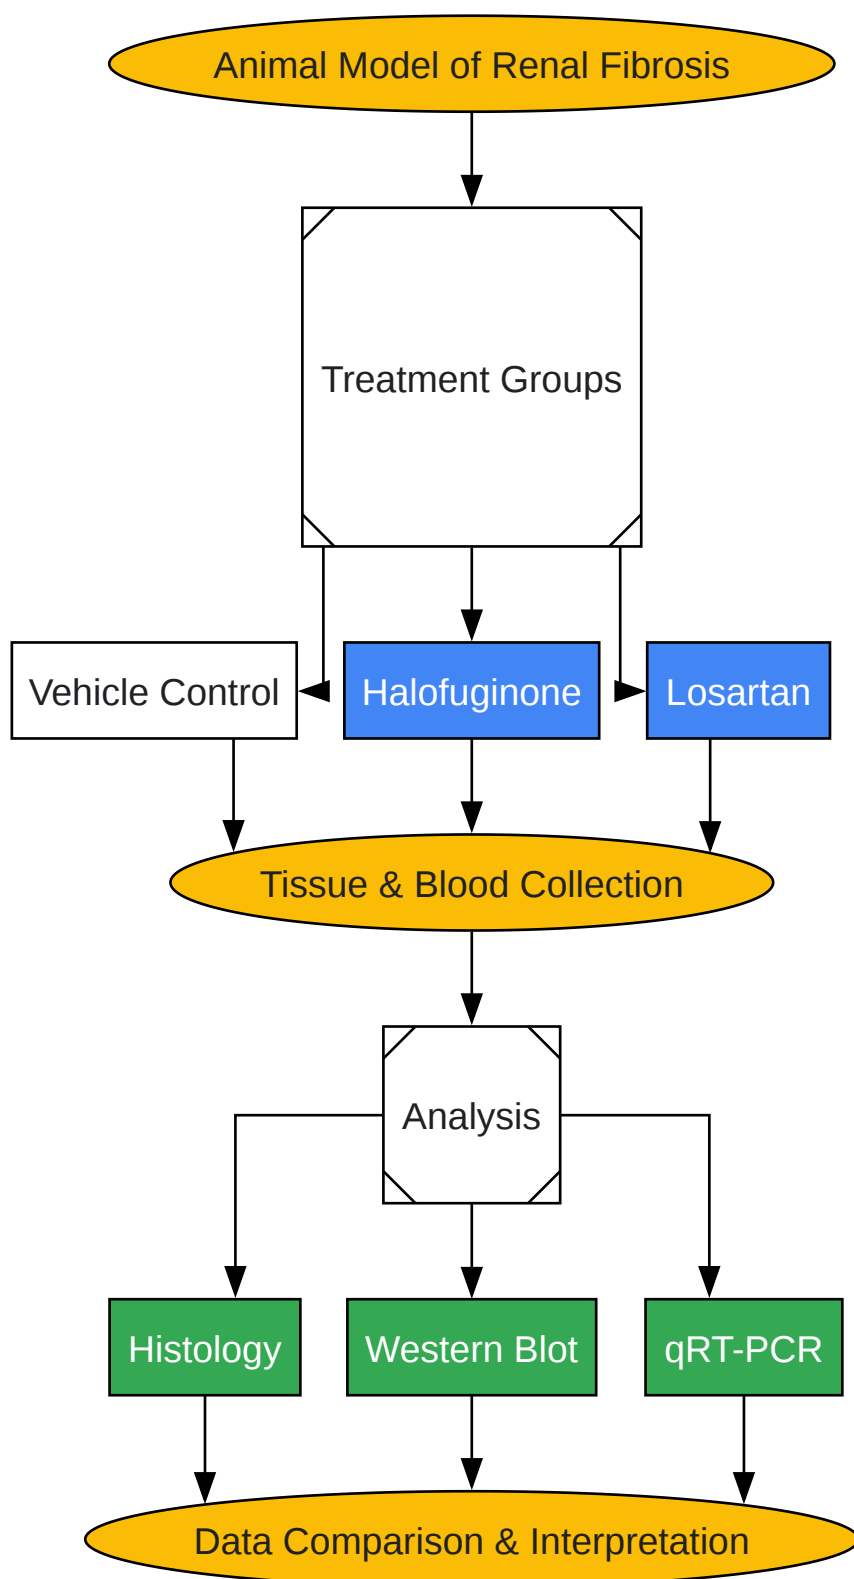 Animal Model of Renal Fibrosis
Treatment Groups
Vehicle Control
Halofuginone
Losartan
Tissue & Blood Collection
Analysis
Histology
Western Blot
qRT-PCR
Data Comparison & Interpretation